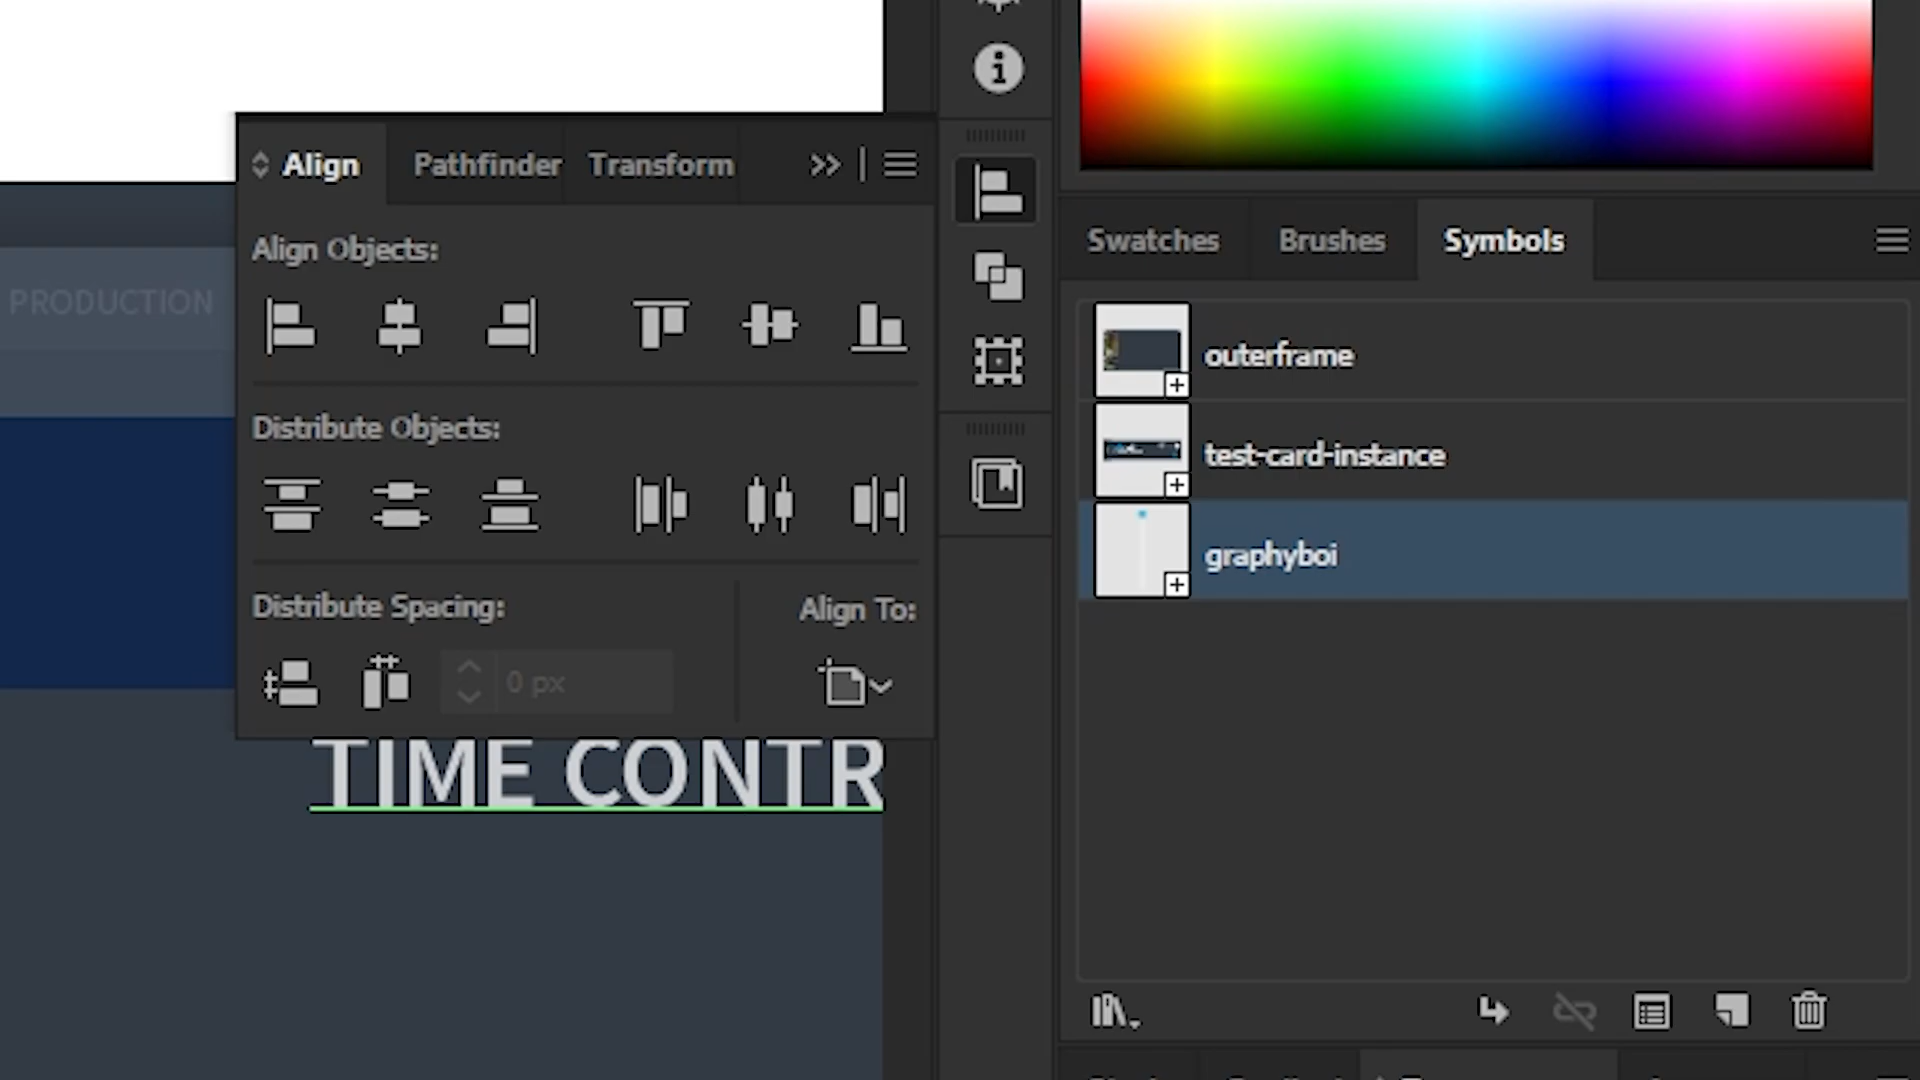 Align Pathfinder Transform
Align Objects:
PRODUCTION
Distribute Objects:
Distribute Spacing:
Align To:
0 px
TIME CONTR
Swatches Brushes Symbols
outerframe
test-card-instance
graphyboi